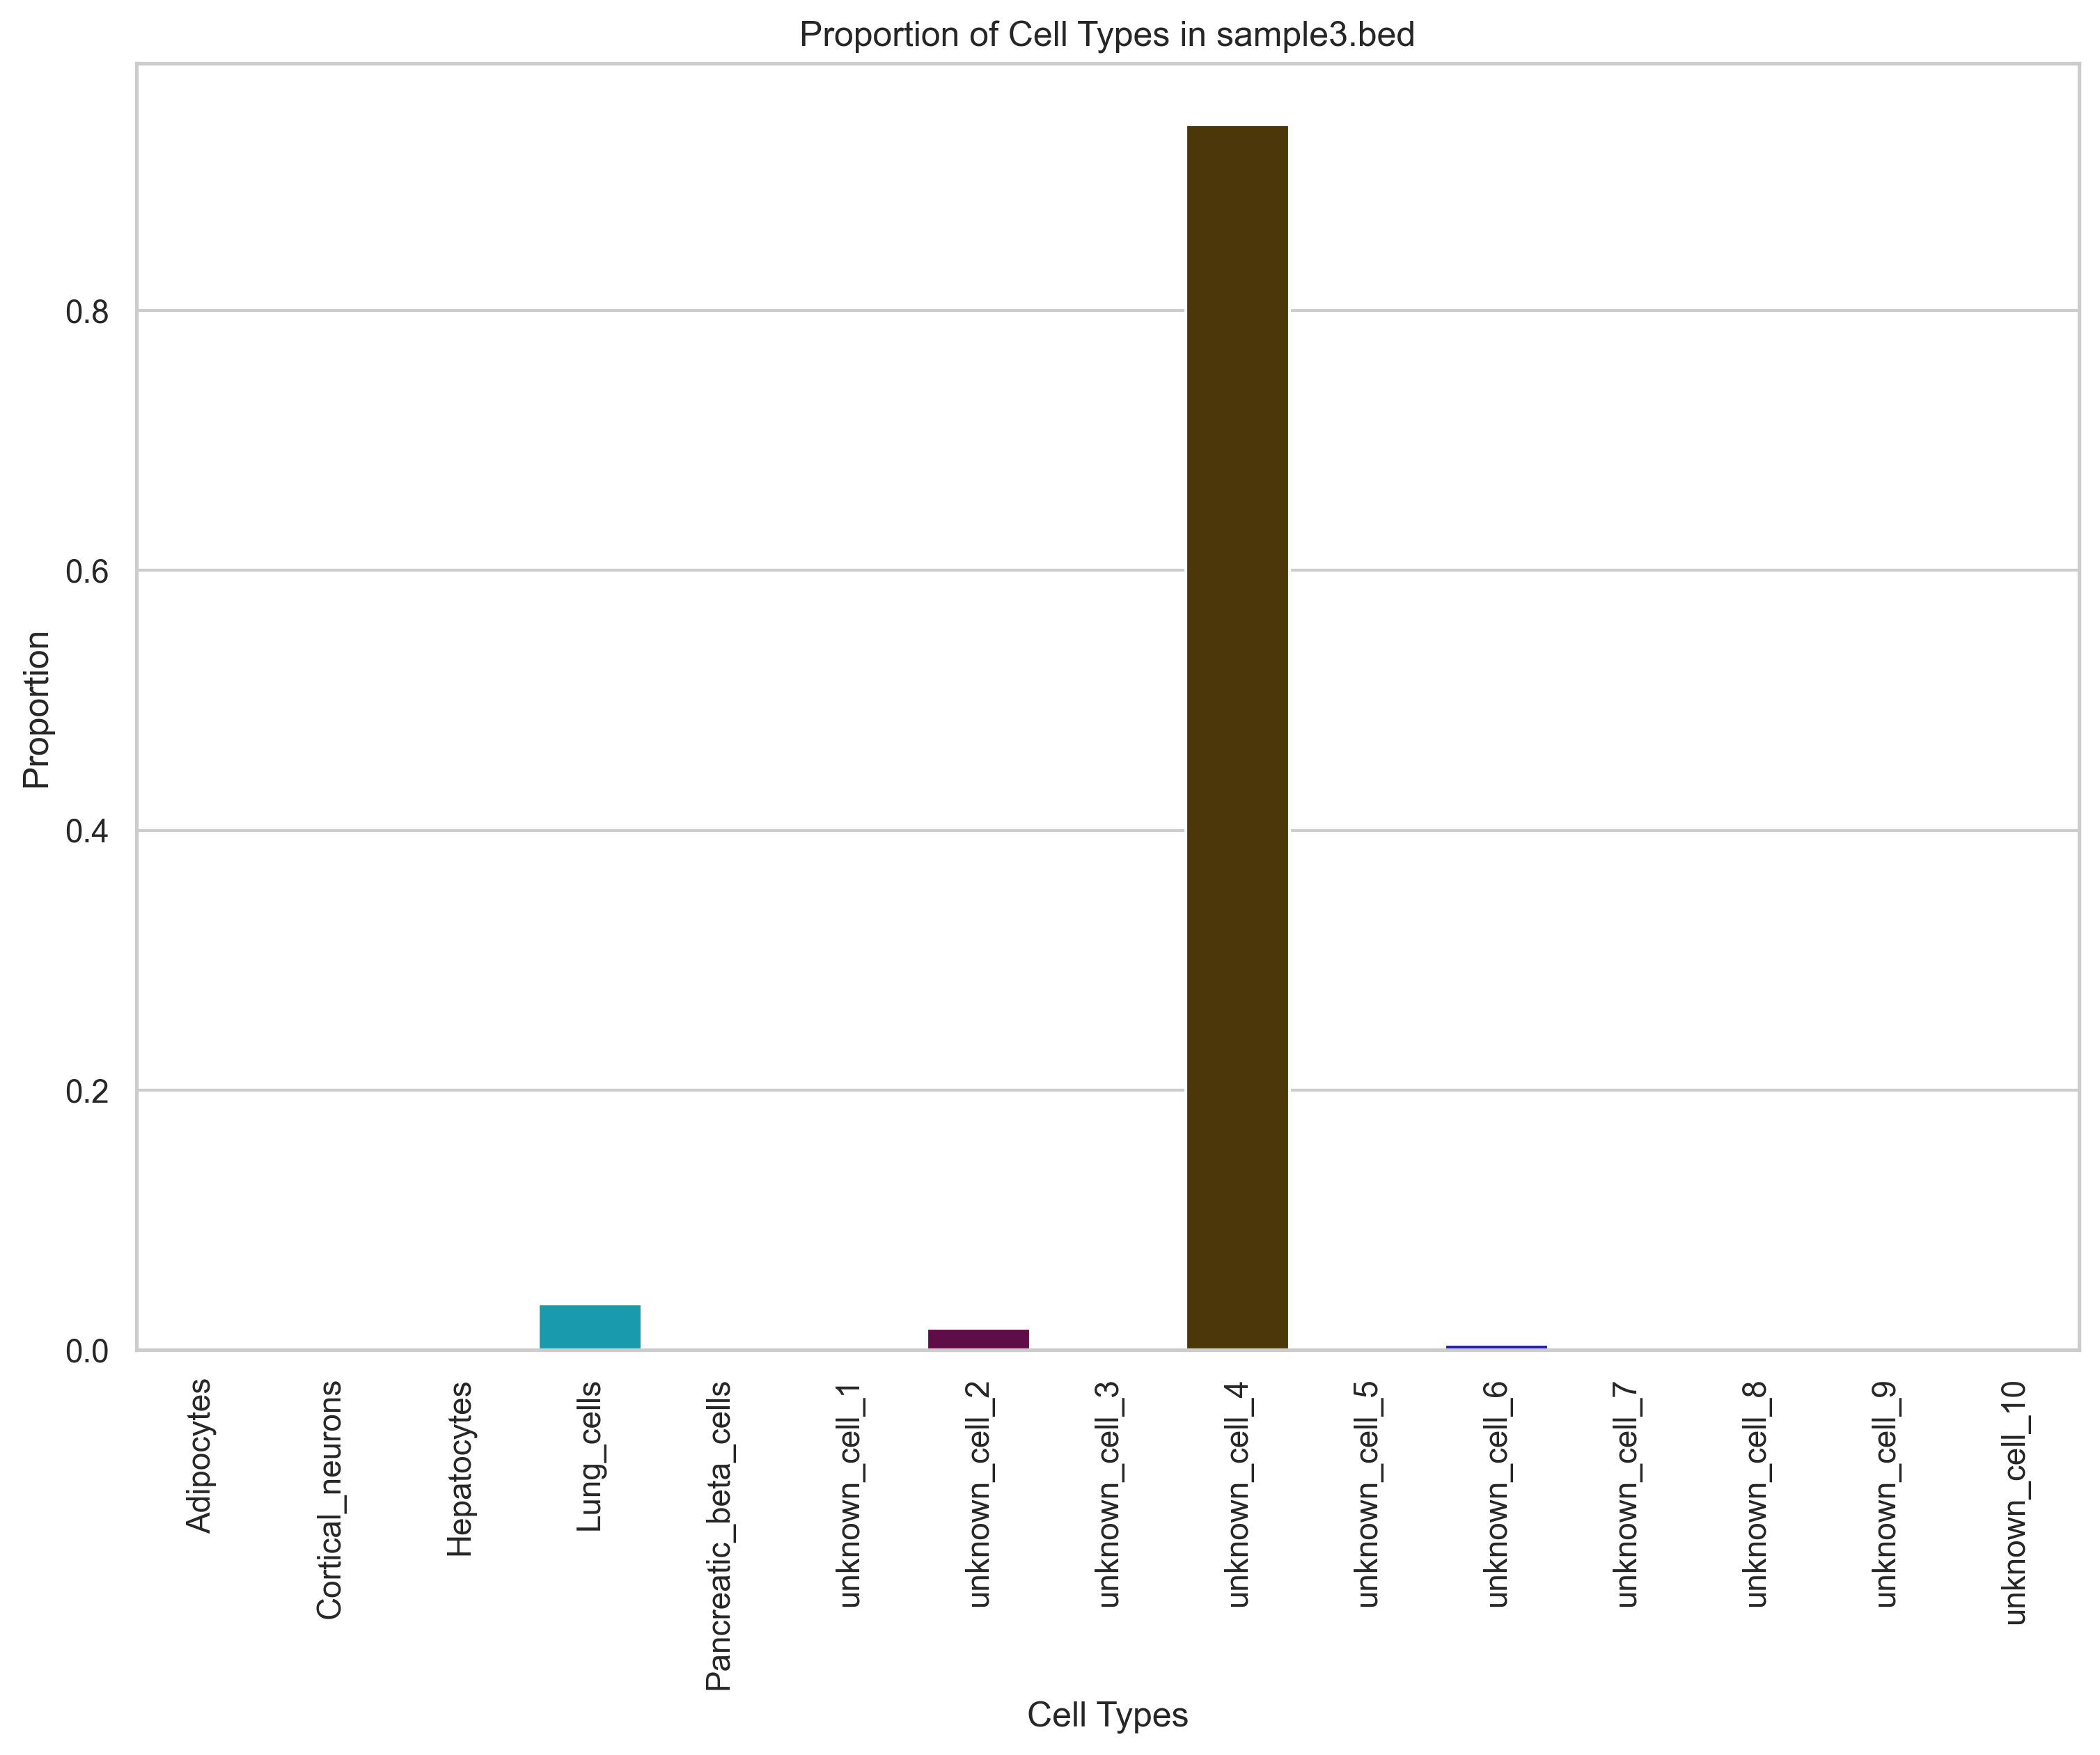 Proportion of Cell Types in sample3.bed
Proportion
0.8
0.6
0.4
0.2
0.0
Adipocytes
Cortical_neurons
Hepatocytes
Lung_cells
Pancreatic_beta_cells
unknown_cell_1
unknown_cell_2
unknown_cell_3
unknown_cell_4
unknown_cell_5
unknown_cell_6
unknown_cell_7
unknown_cell_8
unknown_cell_9
unknown_cell_10
Cell Types